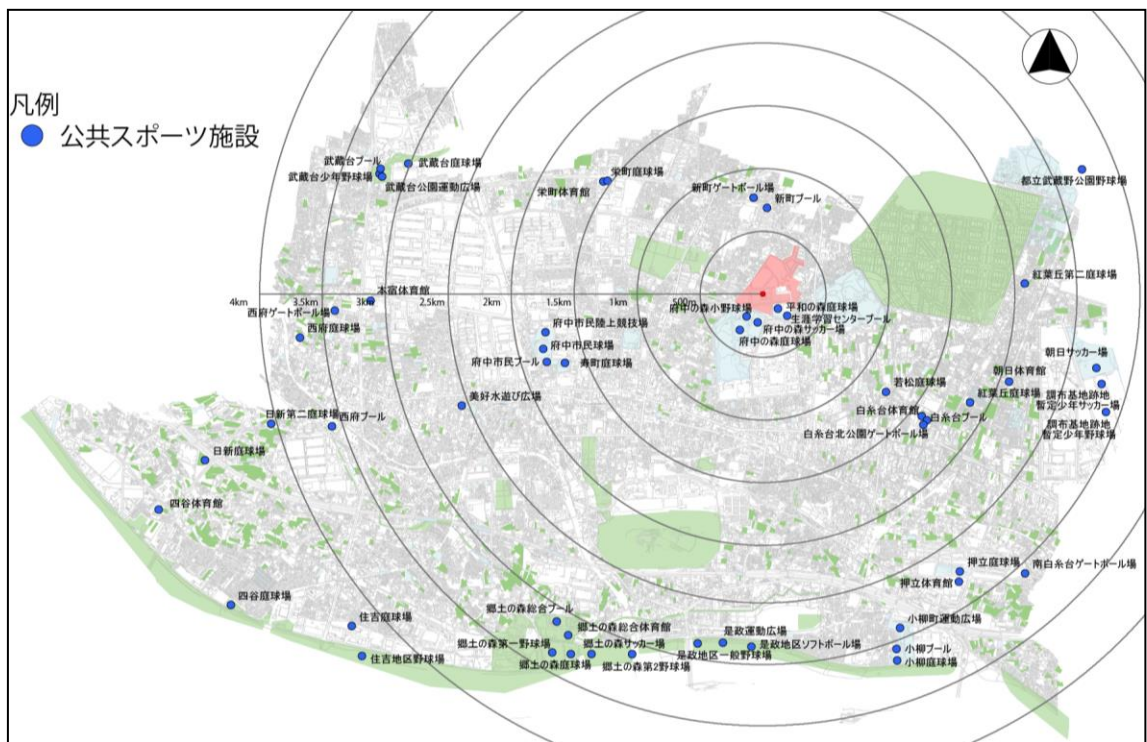 凡例
公共スポーツ施設
武蔵台プール
武蔵台庭球場
武蔵台少年野球場
武蔵台公園運動広場
栄町庭球場
栄町体育館
新町ゲートボール場
新町プール
都立武蔵野公園野球場
紅葉丘第二庭球場
本宿体育館
4km
3.5km
3km
2.5km
2km
1.5km
1km
500m
西府ゲートボール場
西府庭球場
府中の森小野球場
平和の森庭球場
生涯学習センタープール
府中の森サッカー場
府中の森庭球場
府中市民陸上競技場
府中市民球場
府中市民プール
寿町庭球場
朝日サッカー場
朝日体育館
若松庭球場
紅葉丘庭球場
調布基地跡地
暫定少年サッカー場
調布基地跡地
暫定少年野球場
美好水遊び広場
白糸台体育館
白糸台プール
白糸台北公園ゲートボール場
日新第二庭球場
西府プール
日新庭球場
四谷体育館
押立庭球場
南白糸台ゲートボール場
押立体育館
四谷庭球場
住吉庭球場
郷土の森総合プール
小柳町運動広場
郷土の森総合体育館
是政運動広場
郷土の森第一野球場
郷土の森サッカー場
是政地区ソフトボール場
小柳プール
住吉地区野球場
郷土の森庭球場
郷土の森第2野球場
是政地区一般野球場
小柳庭球場